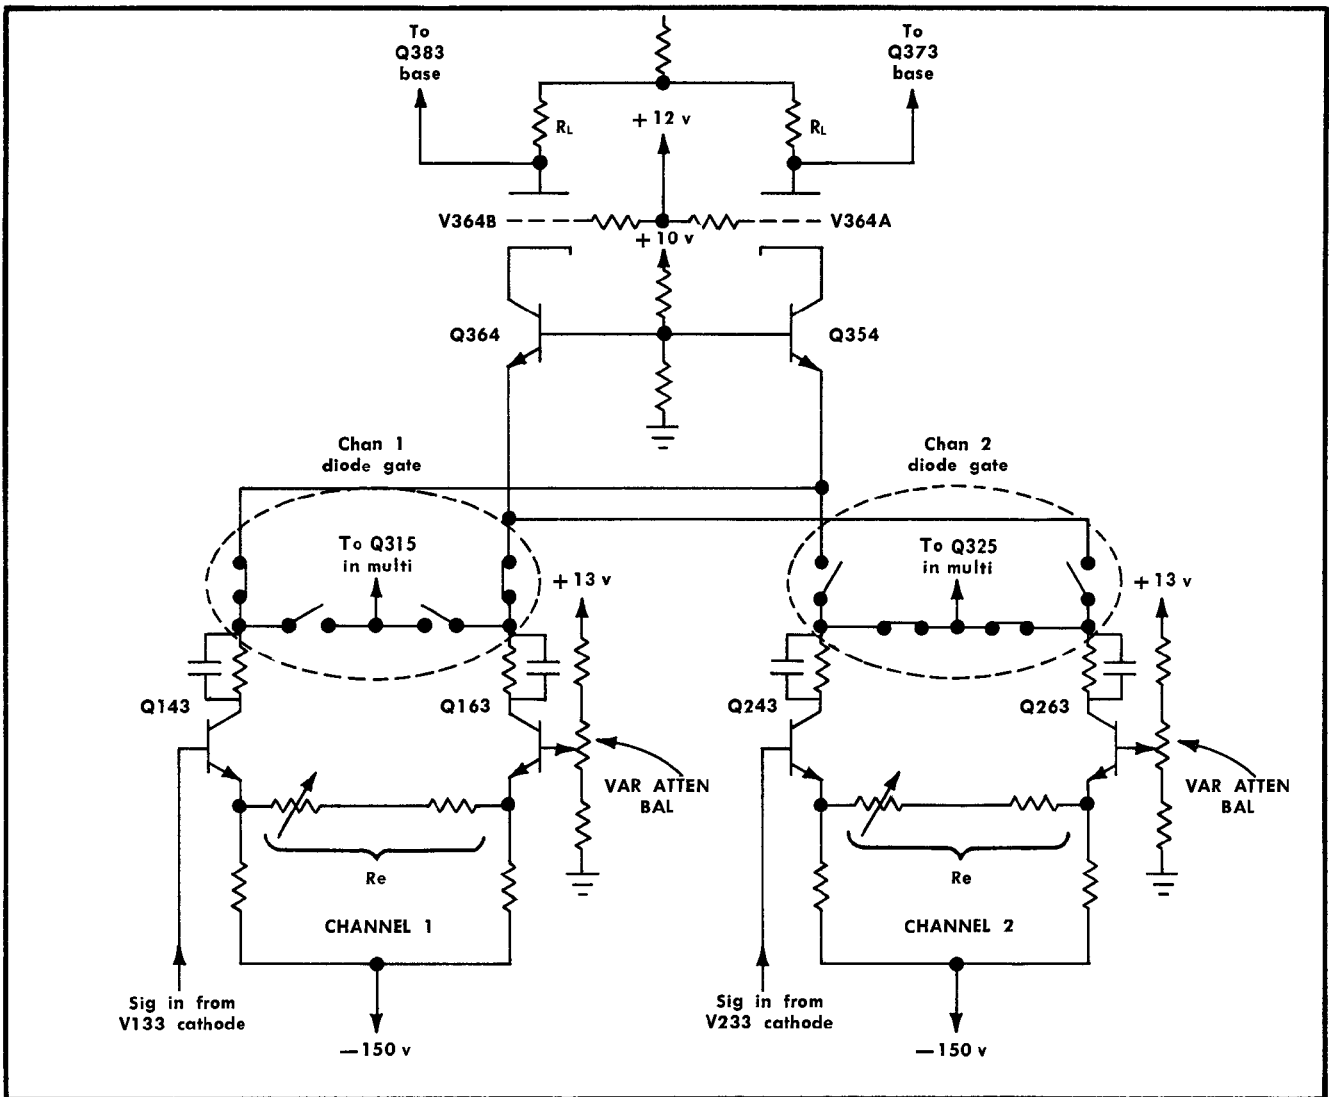 To
Q383
base
To
Q373
base
RL
+12 v
RL
V364B
V364A
+10 v
Q364
Q354
Chan 1
diode gate
Chan 2
diode gate
To Q315
in multi
To Q325
in multi
+13 v
+13 v
Q143
Q163
Q243
Q263
VAR ATTEN
BAL
VAR ATTEN
BAL
Re
Re
CHANNEL 1
CHANNEL 2
Sig in from
V133 cathode
Sig in from
V233 cathode
—150 v
—150 v